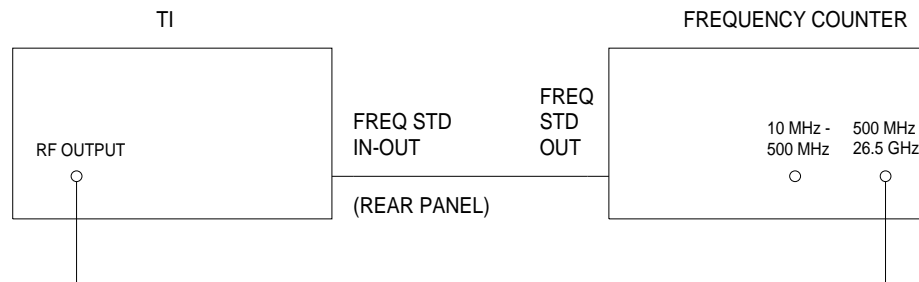 TI
FREQUENCY COUNTER
RF OUTPUT
FREQ STD
IN-OUT
(REAR PANEL)
FREQ
STD
OUT
10 MHz -
500 MHz
500 MHz
26.5 GHz